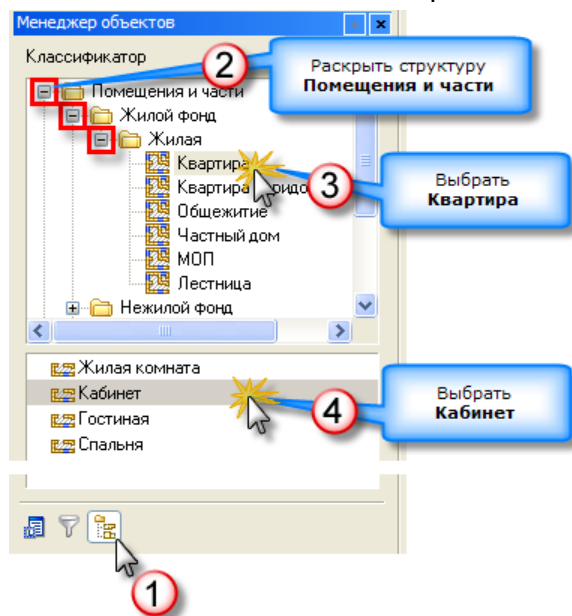 Менеджер объектов
Классификатор
2
Раскрыть структуру
Помещения и части
Помещения и части
Жилой фонд
Жилая
Квартира
Квартира
Общежитие
Частный дом
МОП
Лестница
Нежилой фонд
3
Выбрать
Квартира
Жилая комната
Кабинет
Гостиная
Спальня
4
Выбрать
Кабинет
1